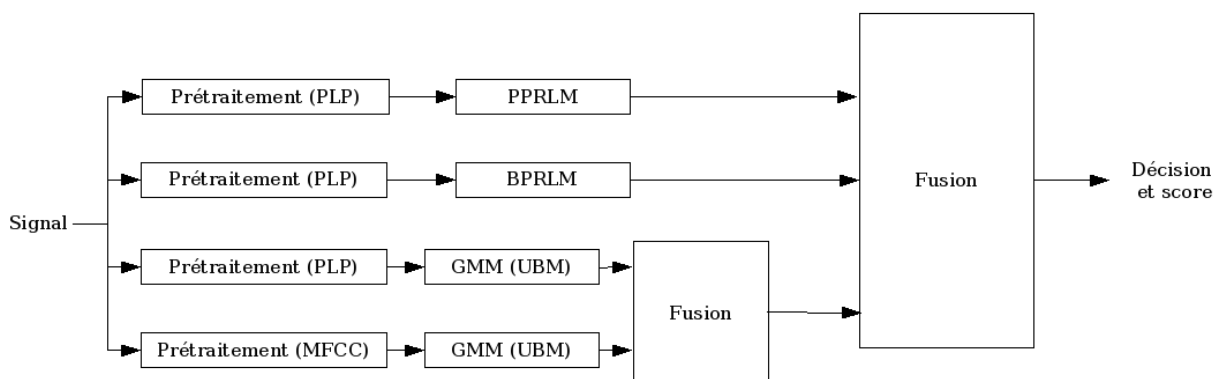 Prétraitement (PLP)
PPRLM
Prétraitement (PLP)
BPRLM
Fusion
Décision
et score
Signal
Prétraitement (PLP)
GMM (UBM)
Fusion
Prétraitement (MFCC)
GMM (UBM)